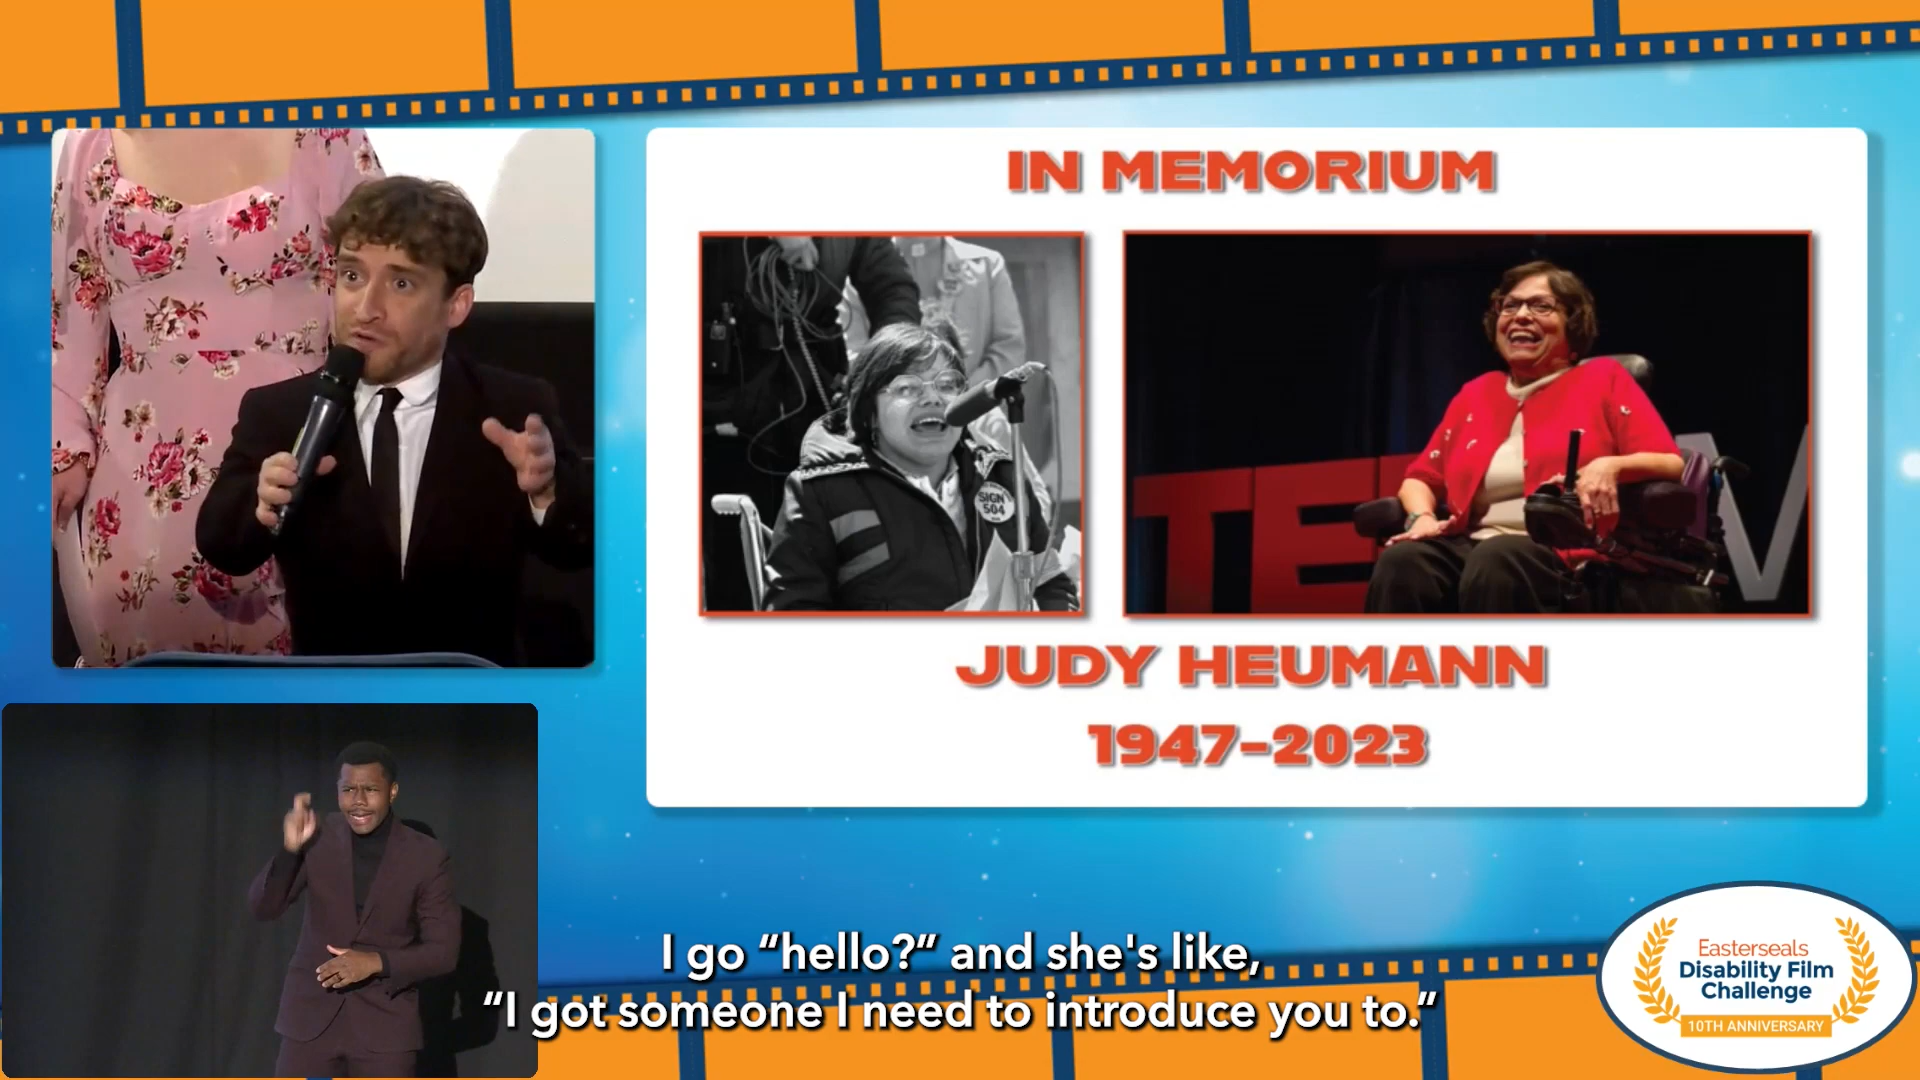 IN MEMORIUM
SIGN
504
TED
JUDY HEUMANN
1947-2023
I go “hello?” and she's like,
“I got someone I need to introduce you to.”
Easterseals
Disability Film
Challenge
10TH ANNIVERSARY